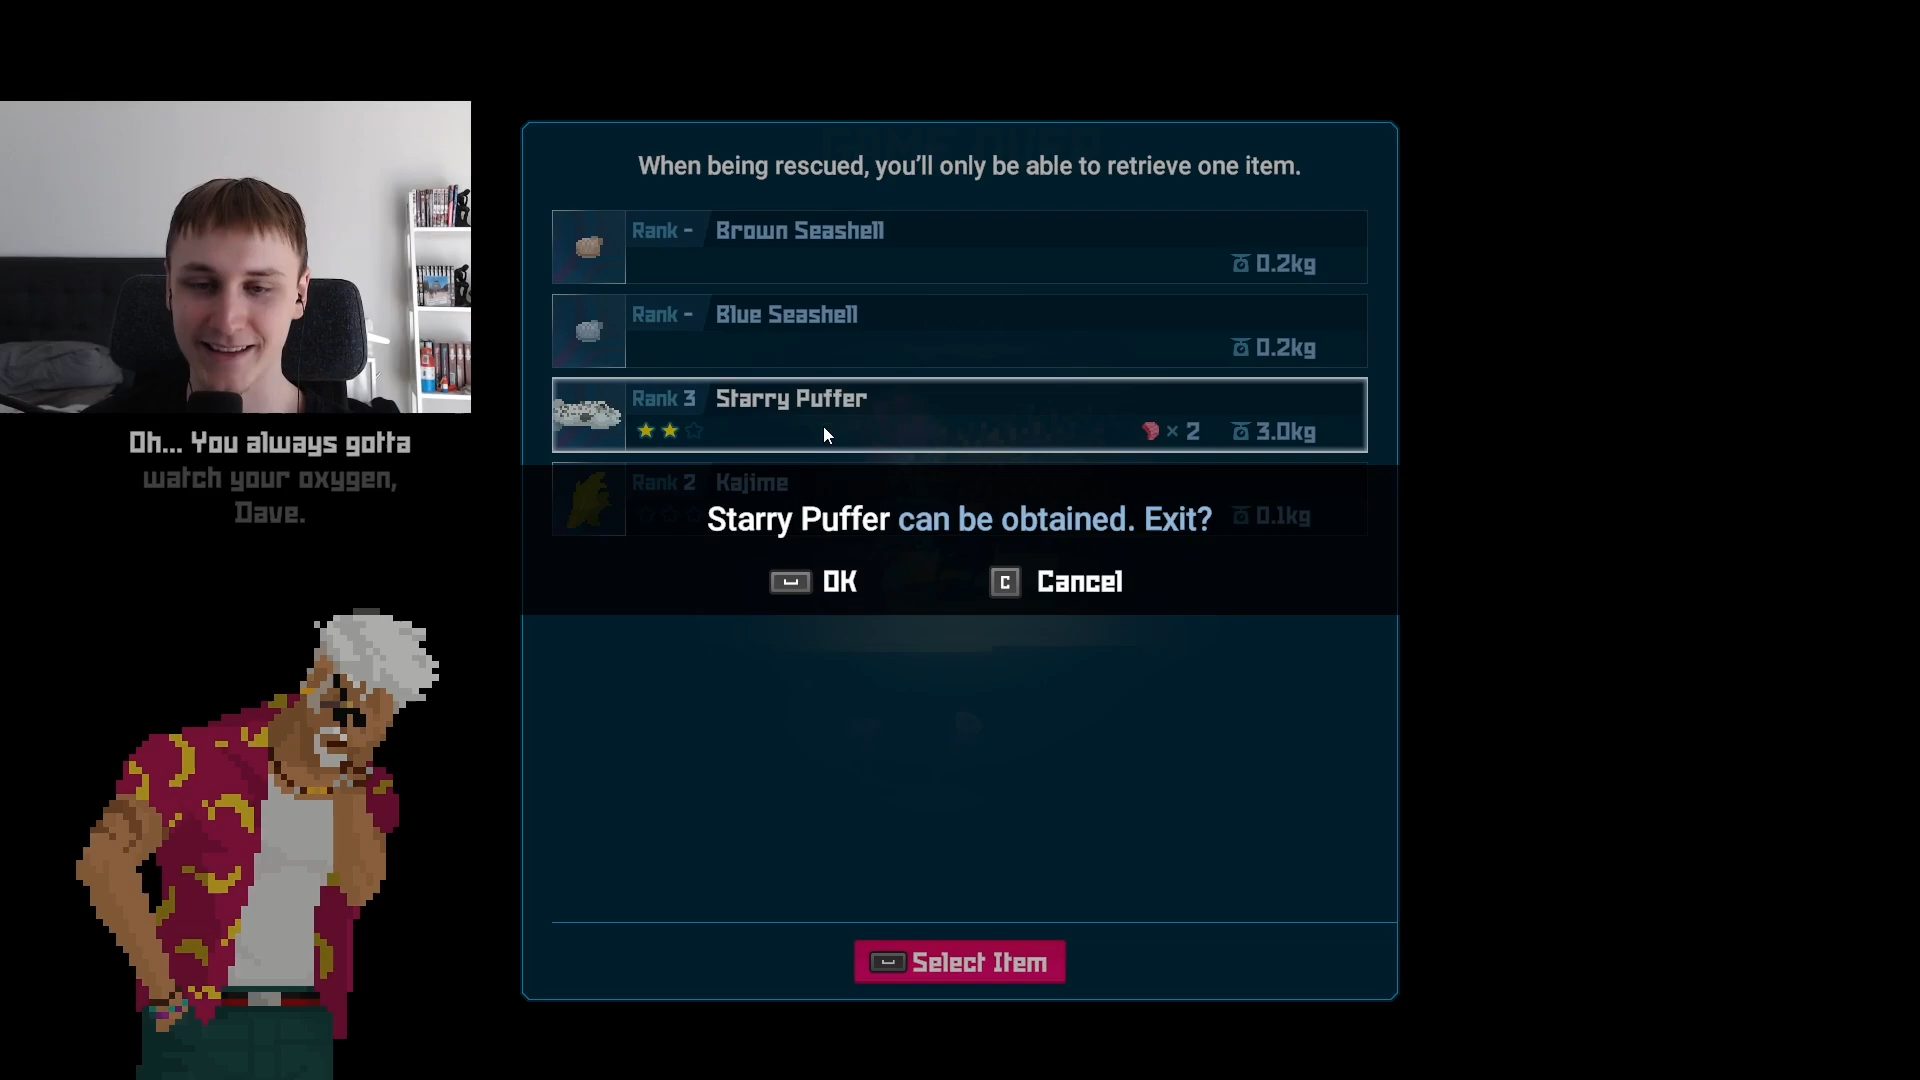 When being rescued, you'll only be able to retrieve one item.
Rank - Brown Seashell
0.2kg
Rank - Blue Seashell
0.2kg
Rank 3 Starry Puffer
× 2 3.0kg
Rank 2 Kajime
0.1kg
Starry Puffer can be obtained. Exit?
OK
C Cancel
Select Item
Oh... You always gotta
watch your oxygen,
Dave.